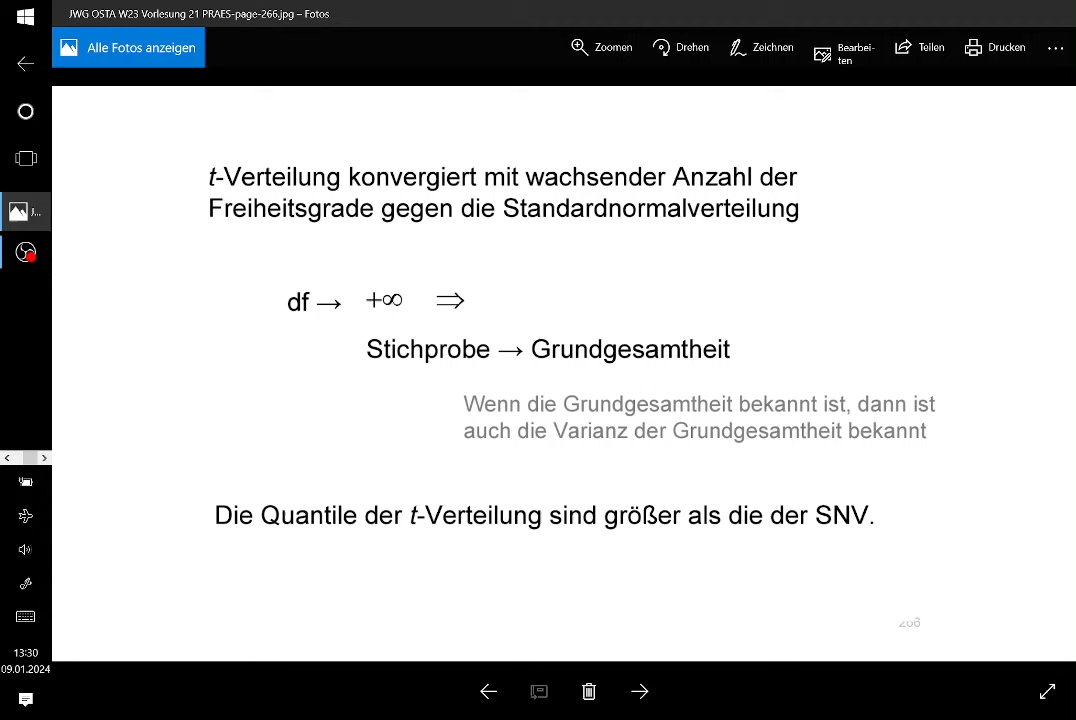 JWG OSTA W23 Vorlesung 21 PRAES-page-266.jpg – Fotos
Alle Fotos anzeigen
Zoomen
Drehen
Zeichnen
Bearbei-
ten
Teilen
Drucken
J...
t-Verteilung konvergiert mit wachsender Anzahl der
Freiheitsgrade gegen die Standardnormalverteilung
df → +∞ ⇒
Stichprobe → Grundgesamtheit
Wenn die Grundgesamtheit bekannt ist, dann ist
auch die Varianz der Grundgesamtheit bekannt
Die Quantile der t-Verteilung sind größer als die der SNV.
13:30
09.01.2024